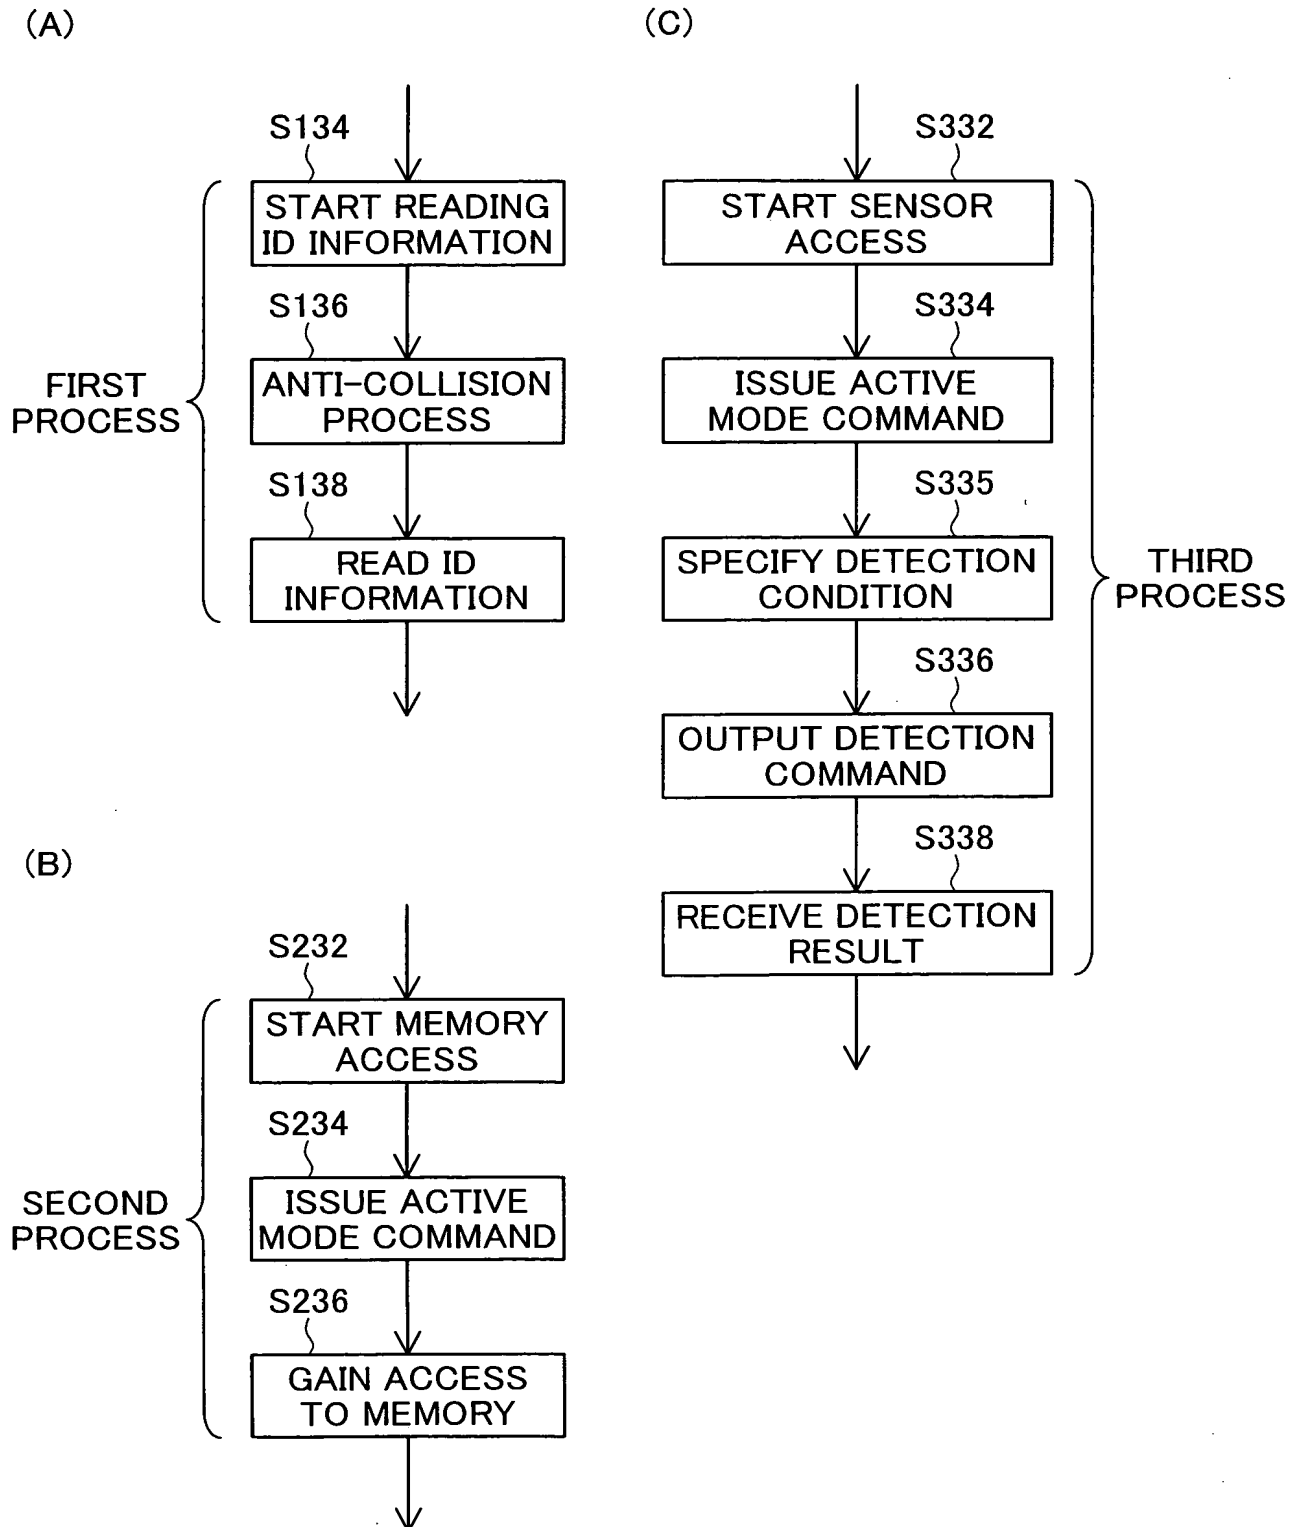 (A)
S134
START READING
ID INFORMATION
S136
ANTI-COLLISION
PROCESS
S138
READ ID
INFORMATION
FIRST
PROCESS
(B)
S232
START MEMORY
ACCESS
S234
ISSUE ACTIVE
MODE COMMAND
S236
GAIN ACCESS
TO MEMORY
SECOND
PROCESS
(C)
S332
START SENSOR
ACCESS
S334
ISSUE ACTIVE
MODE COMMAND
S335
SPECIFY DETECTION
CONDITION
S336
OUTPUT DETECTION
COMMAND
S338
RECEIVE DETECTION
RESULT
THIRD
PROCESS